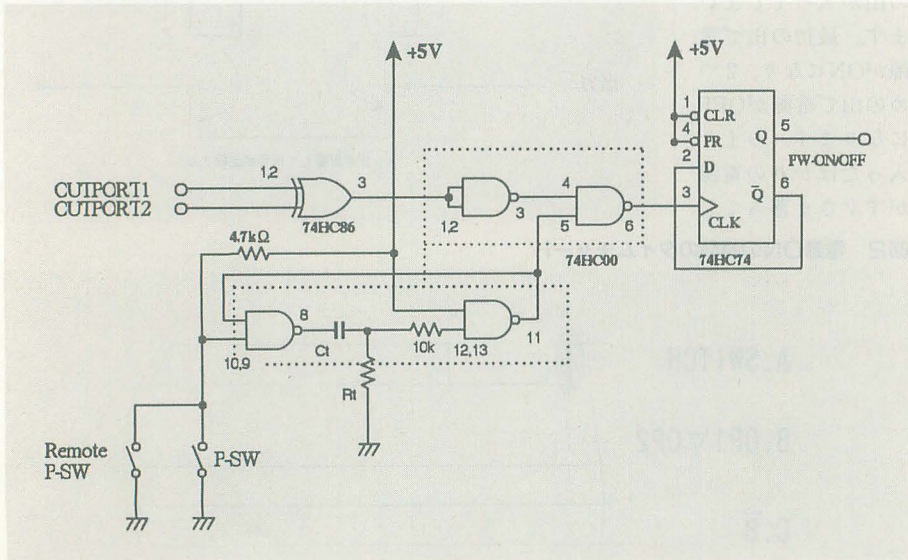 +5V
+5V
1
CLR
4
PR
2
D
Q
5
PW-ON/OFF
6
Q̅
3
CLK
74HC74
CUTPORT1
CUTPORT2
1,2
3
74HC86
1,2
3
4
5
6
74HC00
4.7kΩ
8
10,9
Ct
10k
12,13
11
Rt
Remote
P-SW
P-SW
A:SWITCH
B:OP1∀OP2
C:B̅